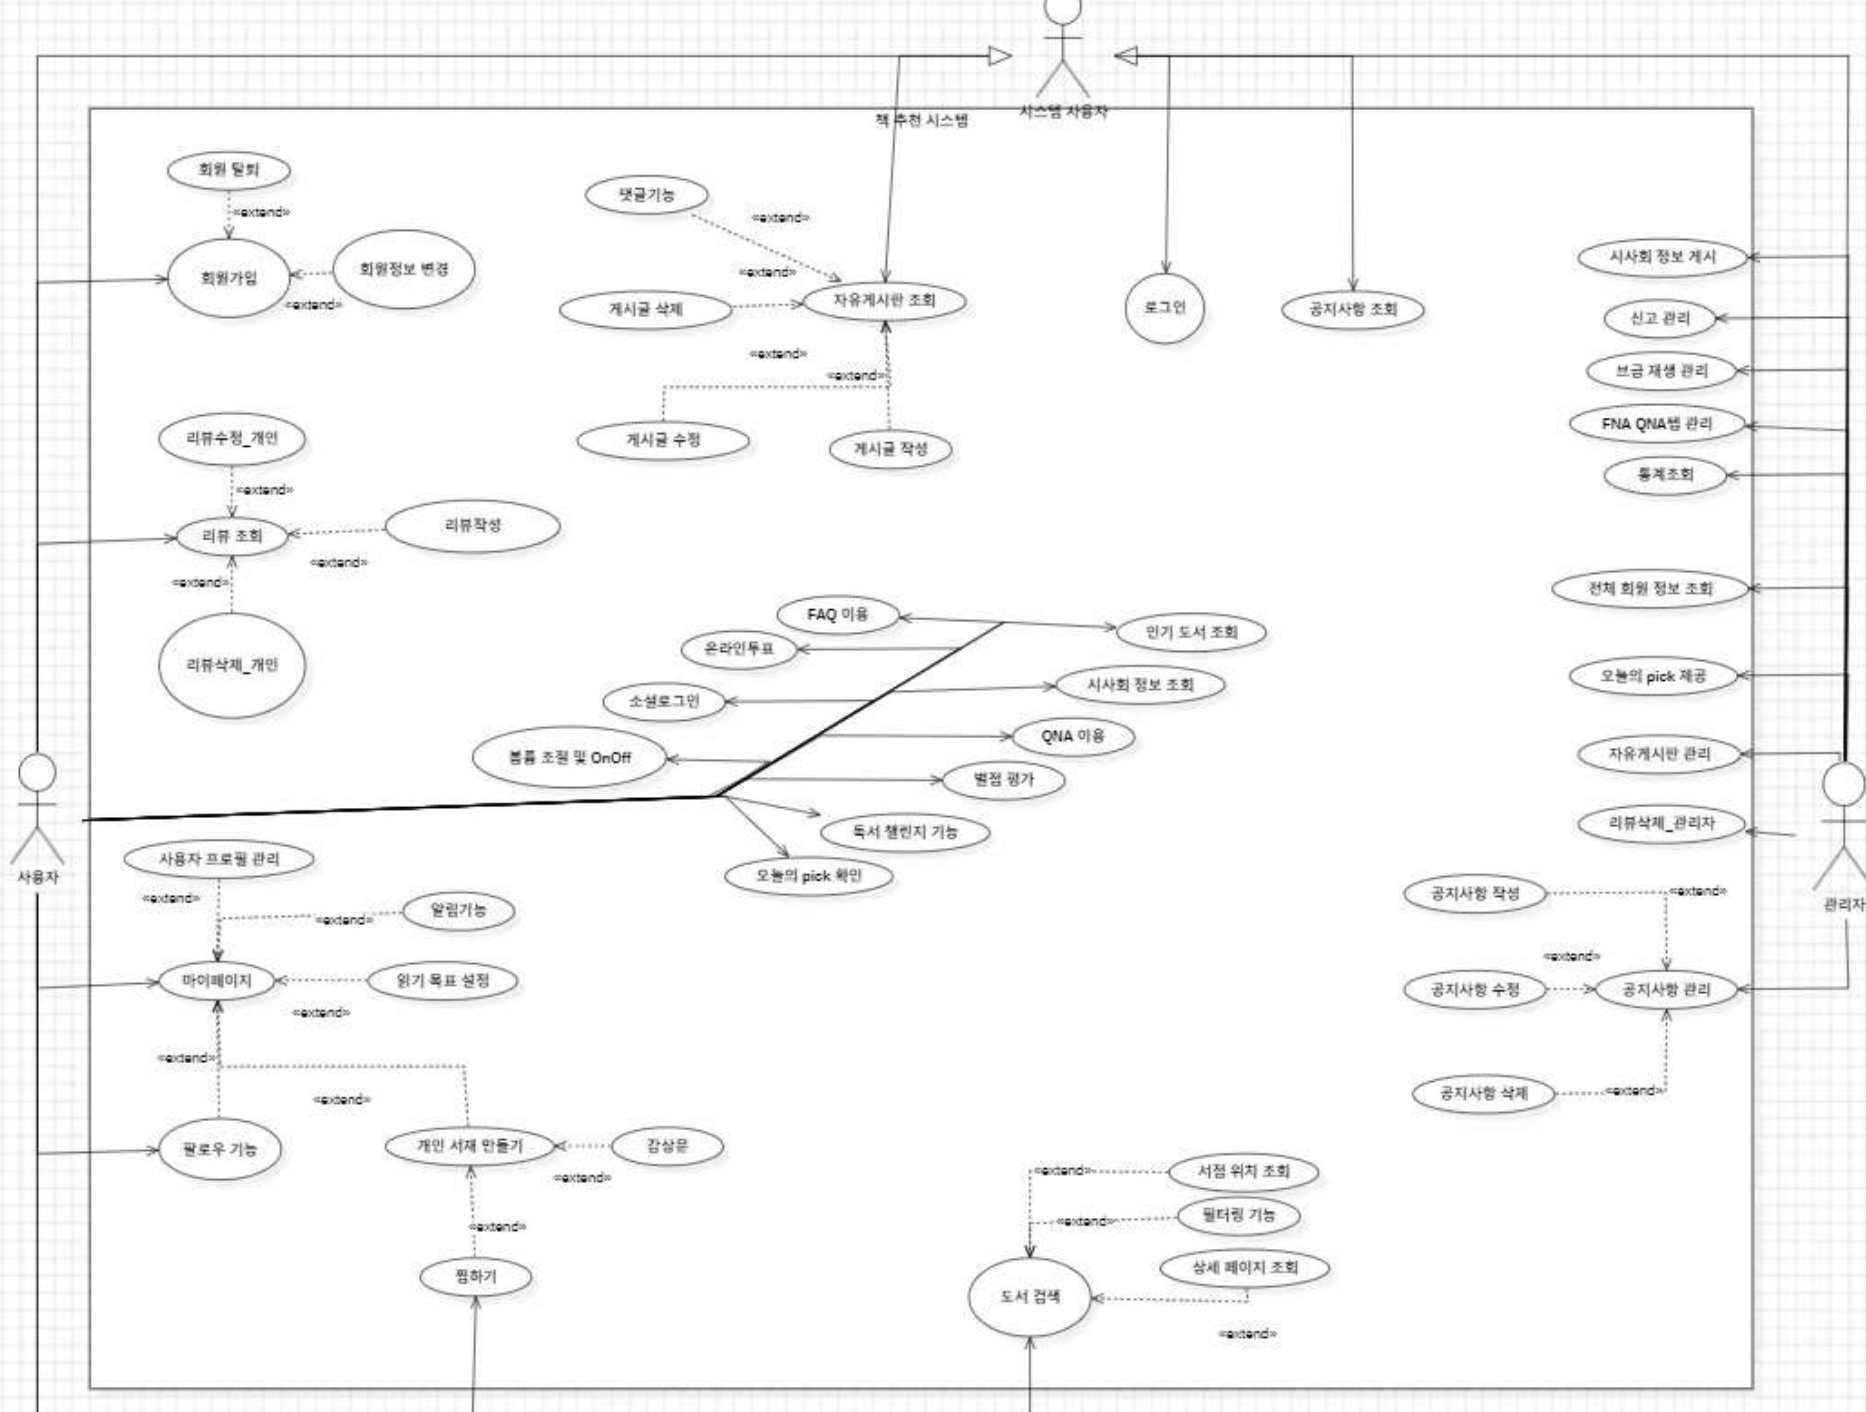 시스템 사용자
책 추천 시스템
회원 탈퇴
«extend»
회원가입
회원정보 변경
«extend»
댓글기능
«extend»
«extend»
게시글 삭제
자유게시판 조회
«extend»
«extend»
게시글 수정
게시글 작성
로그인
공지사항 조회
시사회 정보 게시
신고 관리
브금 재생 관리
FNA QNA탭 관리
통계조회
전체 회원 정보 조회
오늘의 pick 제공
자유게시판 관리
리뷰삭제_관리자
리뷰수정_개인
«extend»
리뷰 조회
리뷰작성
«extend»
«extend»
리뷰삭제_개인
FAQ 이용
인기 도서 조회
온라인투표
시사회 정보 조회
소셜로그인
QNA 이용
볼륨 조절 및 OnOff
별점 평가
독서 챌린지 기능
오늘의 pick 확인
사용자
관리자
사용자 프로필 관리
«extend»
알림기능
«extend»
마이페이지
읽기 목표 설정
«extend»
«extend»
«extend»
팔로우 기능
개인 서재 만들기
감상문
«extend»
«extend»
찜하기
공지사항 작성
«extend»
«extend»
공지사항 수정
공지사항 관리
공지사항 삭제
«extend»
«extend»
서점 위치 조회
«extend»
필터링 기능
상세 페이지 조회
도서 검색
«extend»